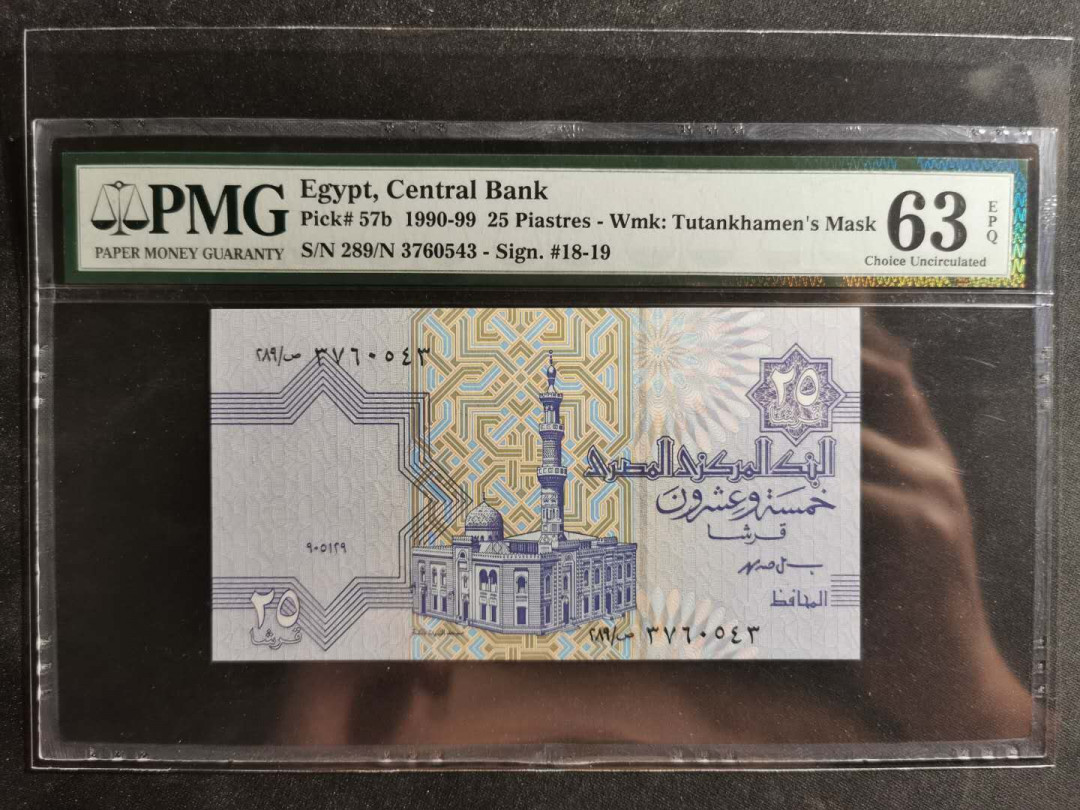 PMG
PAPER MONEY GUARANTY
Egypt, Central Bank
Pick# 57b 1990-99 25 Piastres - Wmk: Tutankhamen's Mask
S/N 289/N 3760543 - Sign. #18-19
63
EPQ
Choice Uncirculated
٢٨٩/ص ٣٧٦٠٥٤٣
٢٥
قرشا
البنك المركزى المصرى
خمسة وعشرون
قرشا
٩٠٥١٢٩
المحافظ
٢٥
قرشا
٢٨٩/ص ٣٧٦٠٥٤٣